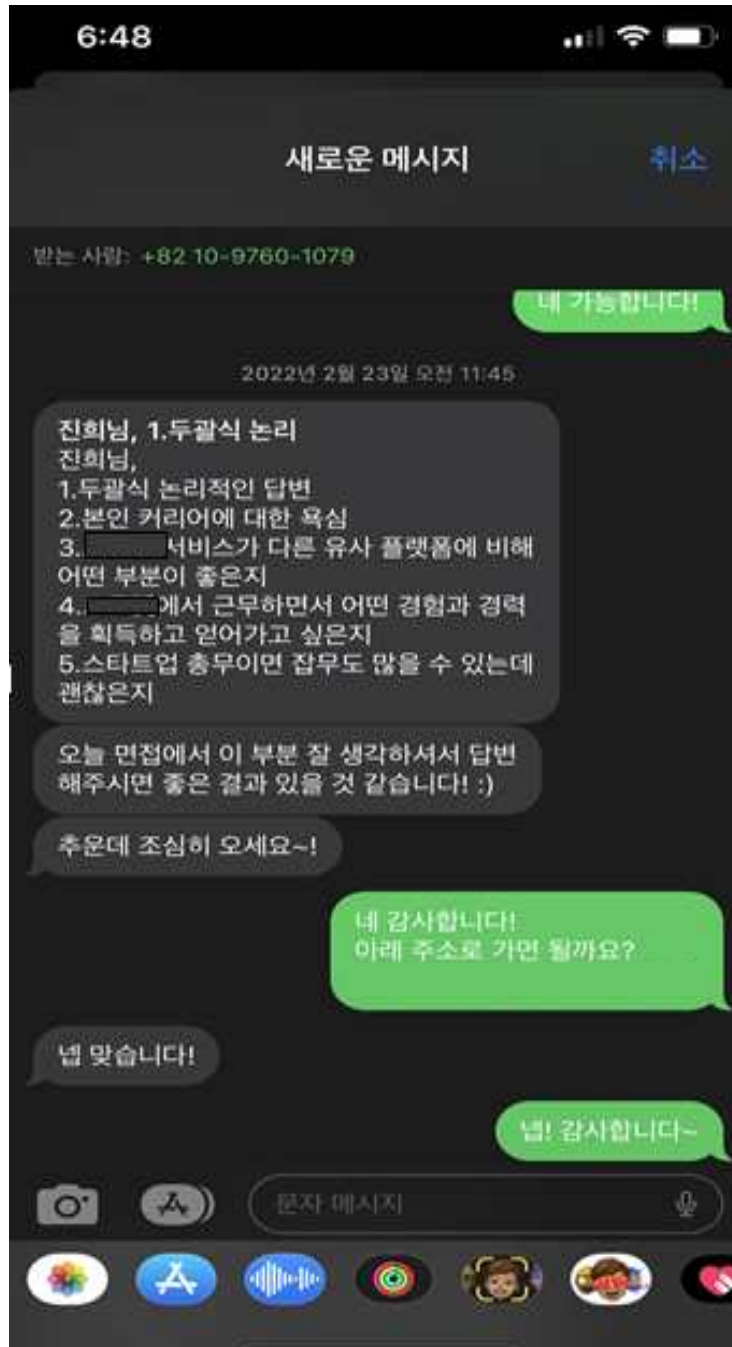 6:48
새로운 메시지
취소
받는 사람: +82 10-9760-1079
네 가능합니다!
2022년 2월 23일 오전 11:45
진희님, 1.두괄식 논리
진희님,
1.두괄식 논리적인 답변
2.본인 커리어에 대한 욕심
3. 서비스가 다른 유사 플랫폼에 비해
어떤 부분이 좋은지
4. 에서 근무하면서 어떤 경험과 경력
을 획득하고 얻어가고 싶은지
5.스타트업 총무이면 잡무도 많을 수 있는데
괜찮은지
오늘 면접에서 이 부분 잘 생각하셔서 답변
해주시면 좋은 결과 있을 것 같습니다! :)
추운데 조심히 오세요~!
네 감사합니다!
아래 주소로 가면 될까요?
넵 맞습니다!
넵! 감사합니다~
문자 메시지